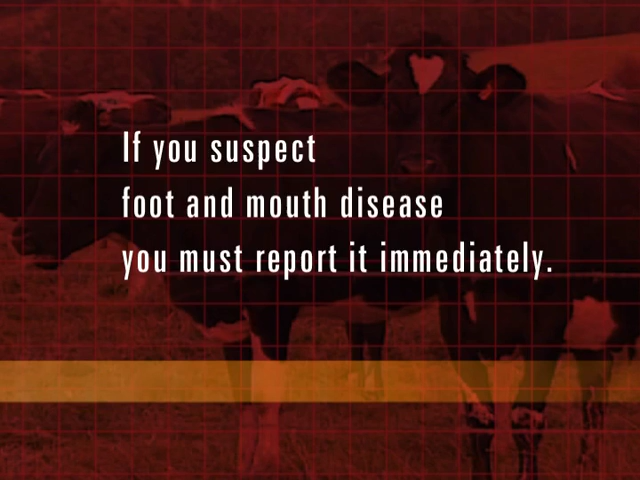 If you suspect
foot and mouth disease
you must report it immediately.